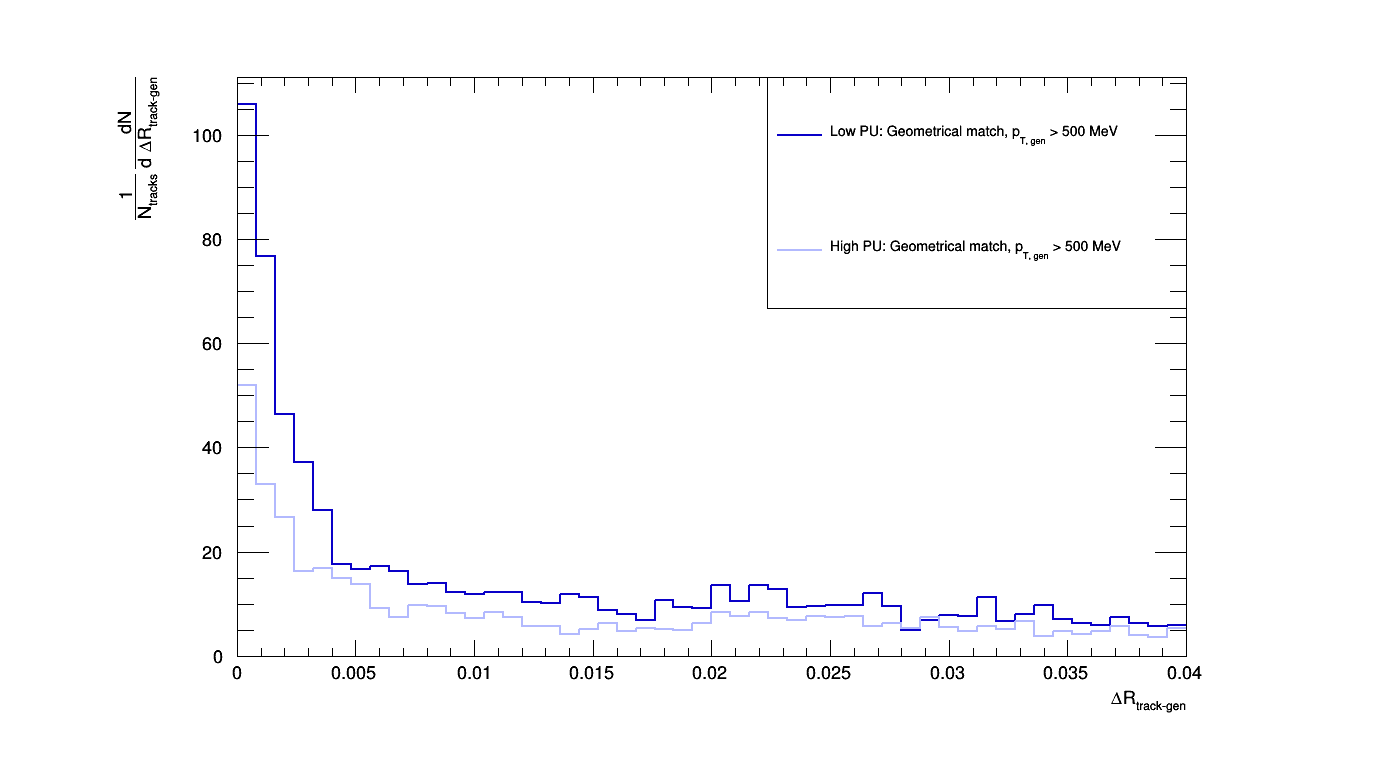 1 dN
N_tracks d ΔR_track-gen
100
80
60
40
20
0
Low PU: Geometrical match, p_T, gen > 500 MeV
High PU: Geometrical match, p_T, gen > 500 MeV
0 0.005 0.01 0.015 0.02 0.025 0.03 0.035 0.04
ΔR_track-gen